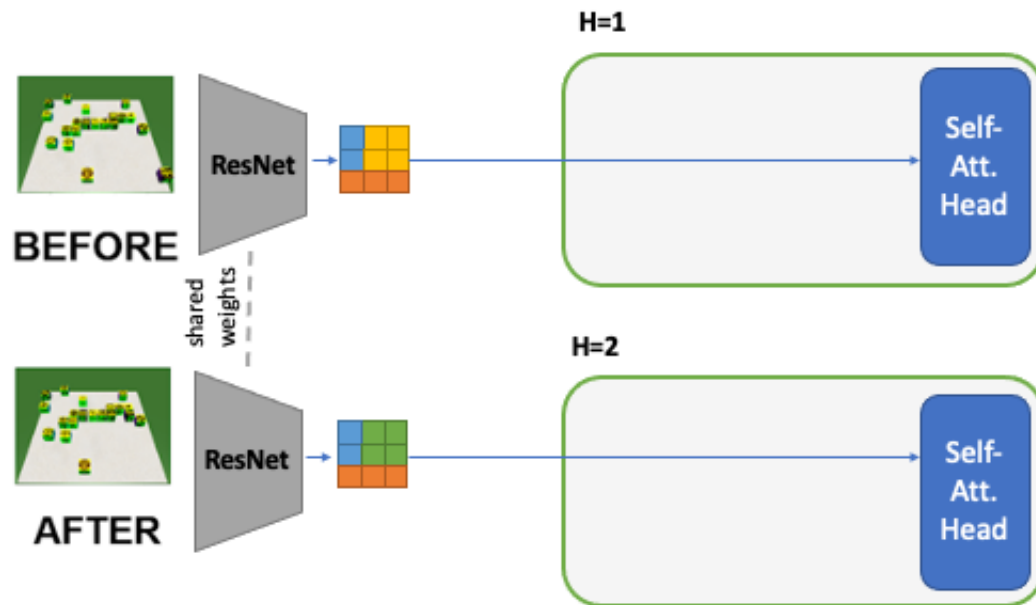 H=1
ResNet
Self-
Att.
Head
BEFORE
shared
weights
H=2
ResNet
Self-
Att.
Head
AFTER